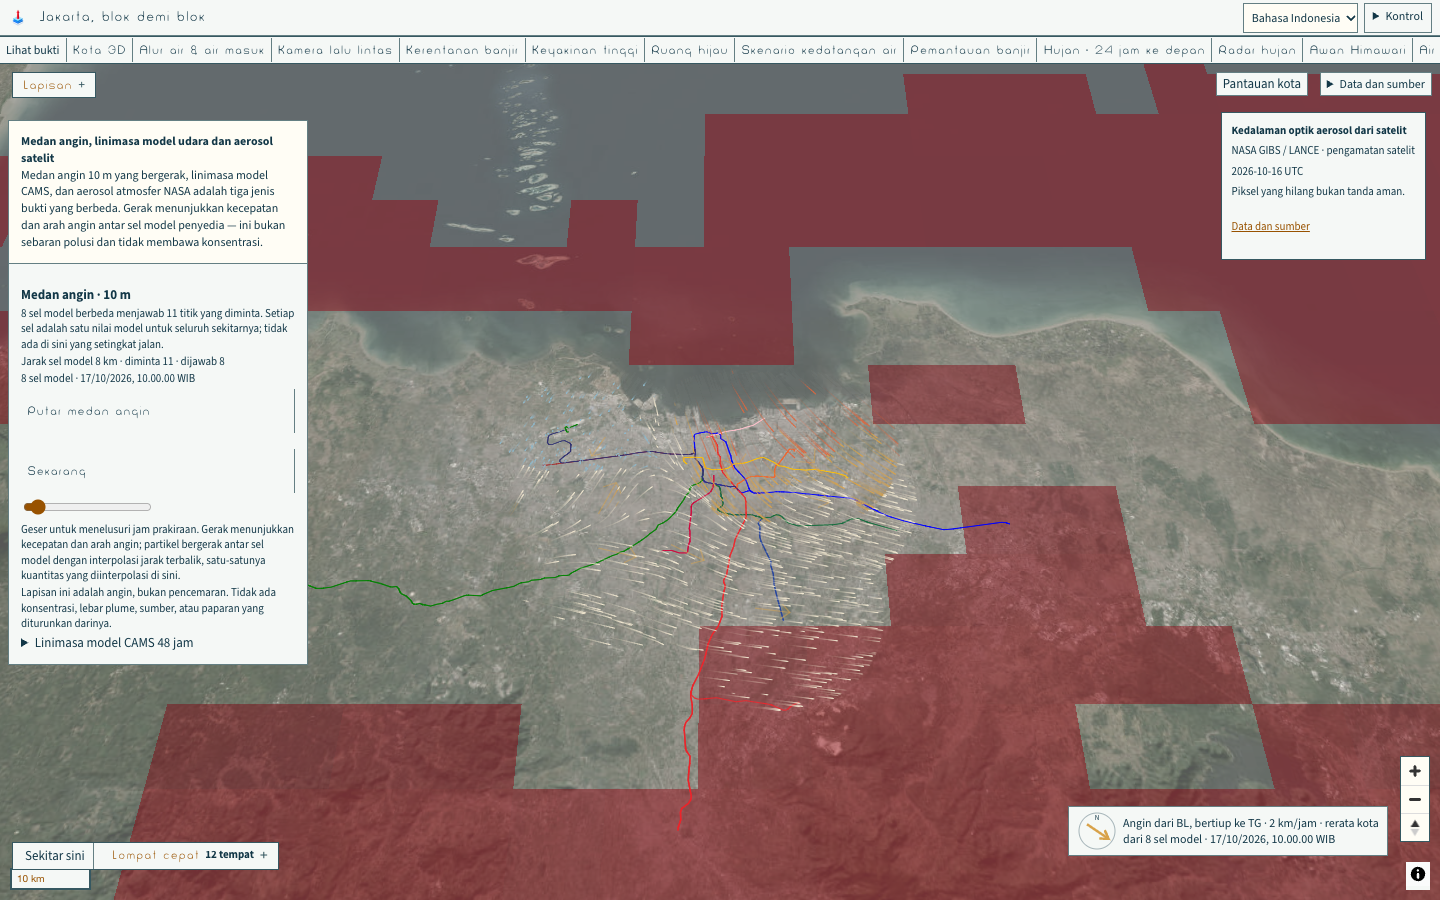 Jakarta, blok demi blok
Bahasa Indonesia
Kontrol
Lihat bukti
Kota 3D
Alur air & air masuk
Kamera lalu lintas
Kerentanan banjir
Keyakinan tinggi
Ruang hijau
Skenario kedatangan air
Pemantauan banjir
Hujan · 24 jam ke depan
Radar hujan
Awan Himawari
Air
Lapisan +
Pantauan kota
Data dan sumber
Medan angin, linimasa model udara dan aerosol
satelit
Medan angin 10 m yang bergerak, linimasa model
CAMS, dan aerosol atmosfer NASA adalah tiga jenis
bukti yang berbeda. Gerak menunjukkan kecepatan
dan arah angin antar sel model penyedia — ini bukan
sebaran polusi dan tidak membawa konsentrasi.
Medan angin · 10 m
8 sel model berbeda menjawab 11 titik yang diminta. Setiap
sel adalah satu nilai model untuk seluruh sekitarnya; tidak
ada di sini yang setingkat jalan.
Jarak sel model 8 km · diminta 11 · dijawab 8
8 sel model · 17/10/2026, 10.00.00 WIB
Putar medan angin
Sekarang
Geser untuk menelusuri jam prakiraan. Gerak menunjukkan
kecepatan dan arah angin; partikel bergerak antar sel
model dengan interpolasi jarak terbalik, satu-satunya
kuantitas yang diinterpolasi di sini.
Lapisan ini adalah angin, bukan pencemaran. Tidak ada
konsentrasi, lebar plume, sumber, atau paparan yang
diturunkan darinya.
Linimasa model CAMS 48 jam
Kedalaman optik aerosol dari satelit
NASA GIBS / LANCE · pengamatan satelit
2026-10-16 UTC
Piksel yang hilang bukan tanda aman.
Data dan sumber
N
Angin dari BL, bertiup ke TG · 2 km/jam · rerata kota
dari 8 sel model · 17/10/2026, 10.00.00 WIB
Sekitar sini
Lompat cepat 12 tempat +
10 km